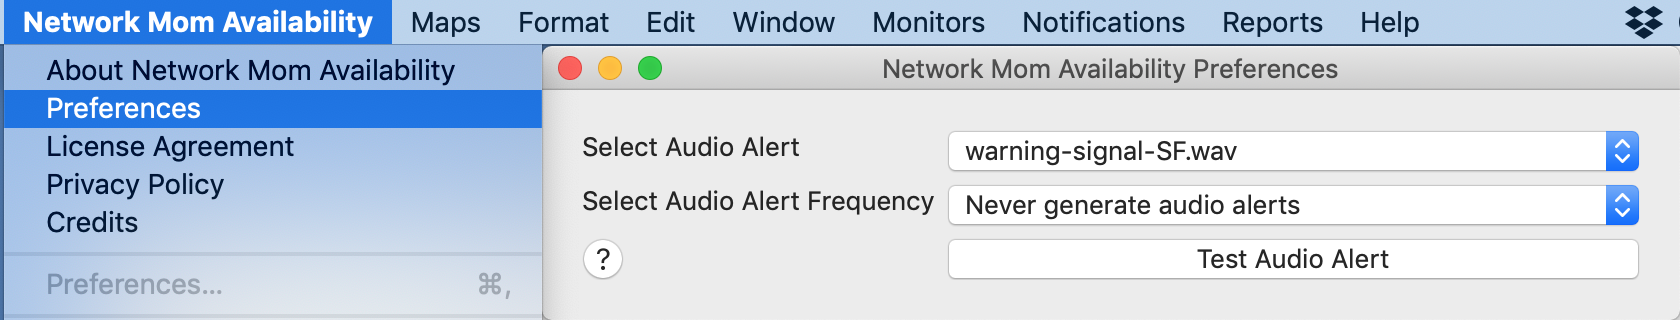 Network Mom Availability Maps Format Edit Window Monitors Notifications Reports Help
About Network Mom Availability
Preferences
License Agreement
Privacy Policy
Credits
Preferences... ⌘,
Network Mom Availability Preferences
Select Audio Alert warning-signal-SF.wav
Select Audio Alert Frequency Never generate audio alerts
? Test Audio Alert